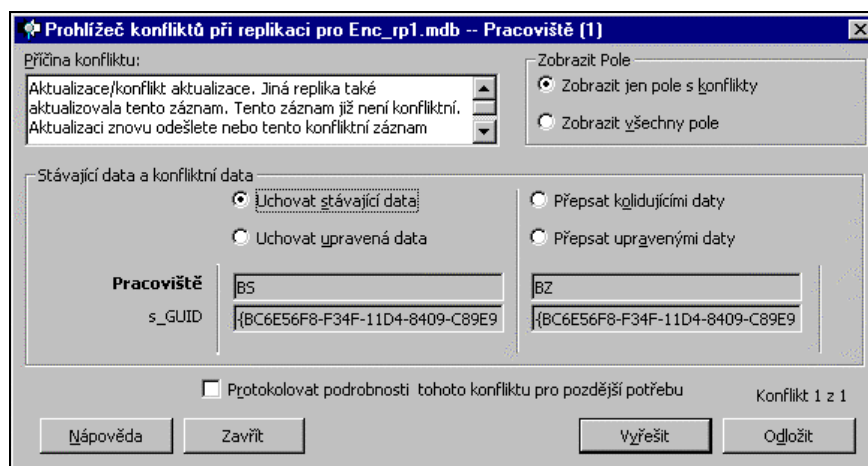 Prohlížeč konfliktů při replikaci pro Enc_rp1.mdb -- Pracoviště (1)
Příčina konfliktu:
Aktualizace/konflikt aktualizace. Jiná replika také
aktualizovala tento záznam. Tento záznam již není konfliktní.
Aktualizaci znovu odešlete nebo tento konfliktní záznam
Zobrazit Pole
Zobrazit jen pole s konflikty
Zobrazit všechny pole
Stávající data a konfliktní data
Uchovat stávající data
Přepsat kolidujícími daty
Uchovat upravená data
Přepsat upravenými daty
Pracoviště
BS
BZ
s_GUID
{BC6E56F8-F34F-11D4-8409-C89E9
{BC6E56F8-F34F-11D4-8409-C89E9
Protokolovat podrobnosti tohoto konfliktu pro pozdější potřebu
Konflikt 1 z 1
Nápověda
Zavřít
Vyřešit
Odložit